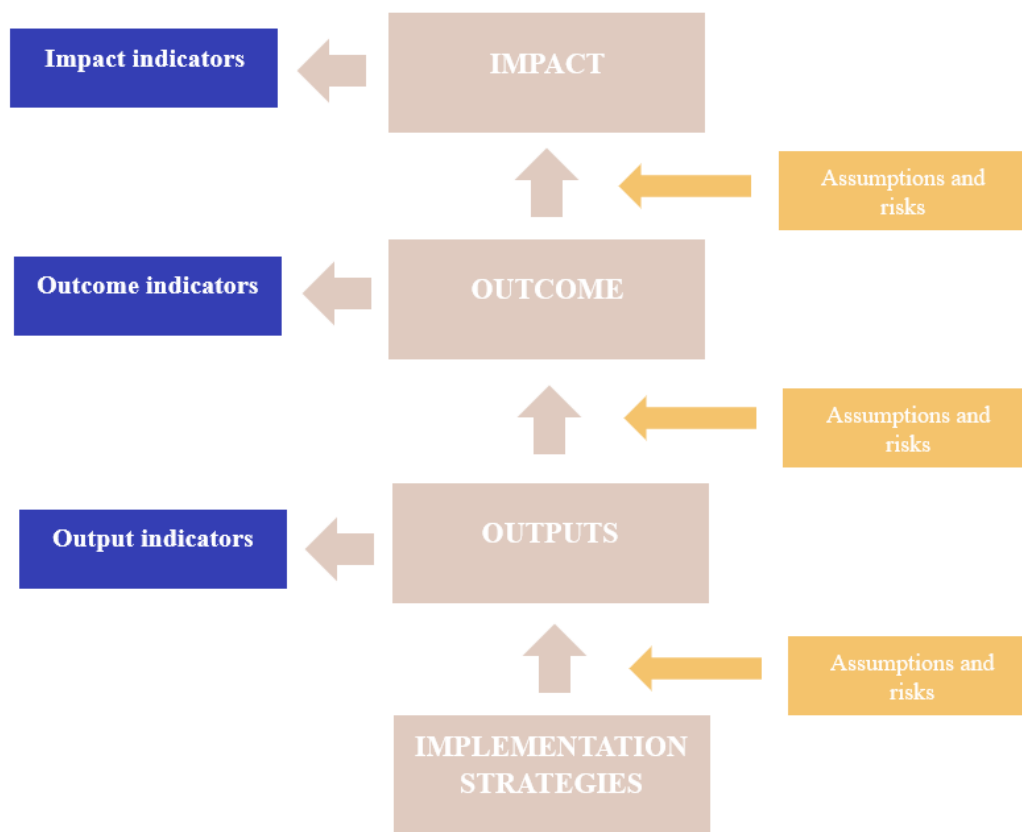 Impact indicators
IMPACT
Assumptions and
risks
Outcome indicators
OUTCOME
Assumptions and
risks
Output indicators
OUTPUTS
Assumptions and
risks
IMPLEMENTATION
STRATEGIES